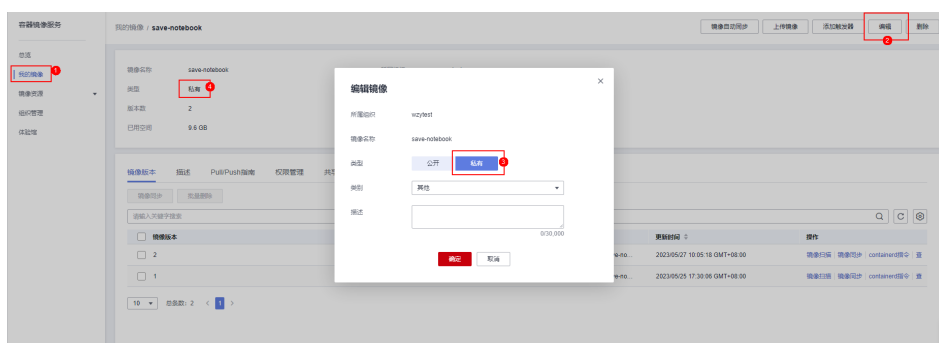 容器镜像服务
我的镜像 / save-notebook
镜像自动同步 上传镜像 添加触发器 编辑 删除
2
总览
我的镜像 1
镜像资源
组织管理
体验馆
镜像名称 save-notebook
类型 私有 4
版本数 2
已用空间 9.6 GB
编辑镜像
所属组织 wzytest
镜像名称 save-notebook
类型 公开 私有 3
类别 其他
描述
0/30,000
确定 取消
镜像版本 描述 Pull/Push指南 权限管理
镜像同步 批量删除
请输入关键字搜索
镜像版本 更新时间 操作
2 2023/05/27 10:05:18 GMT+08:00 镜像扫描 镜像同步 containerd指令
1 2023/05/25 17:30:06 GMT+08:00 镜像扫描 镜像同步 containerd指令
10 总条数: 2 < 1 >